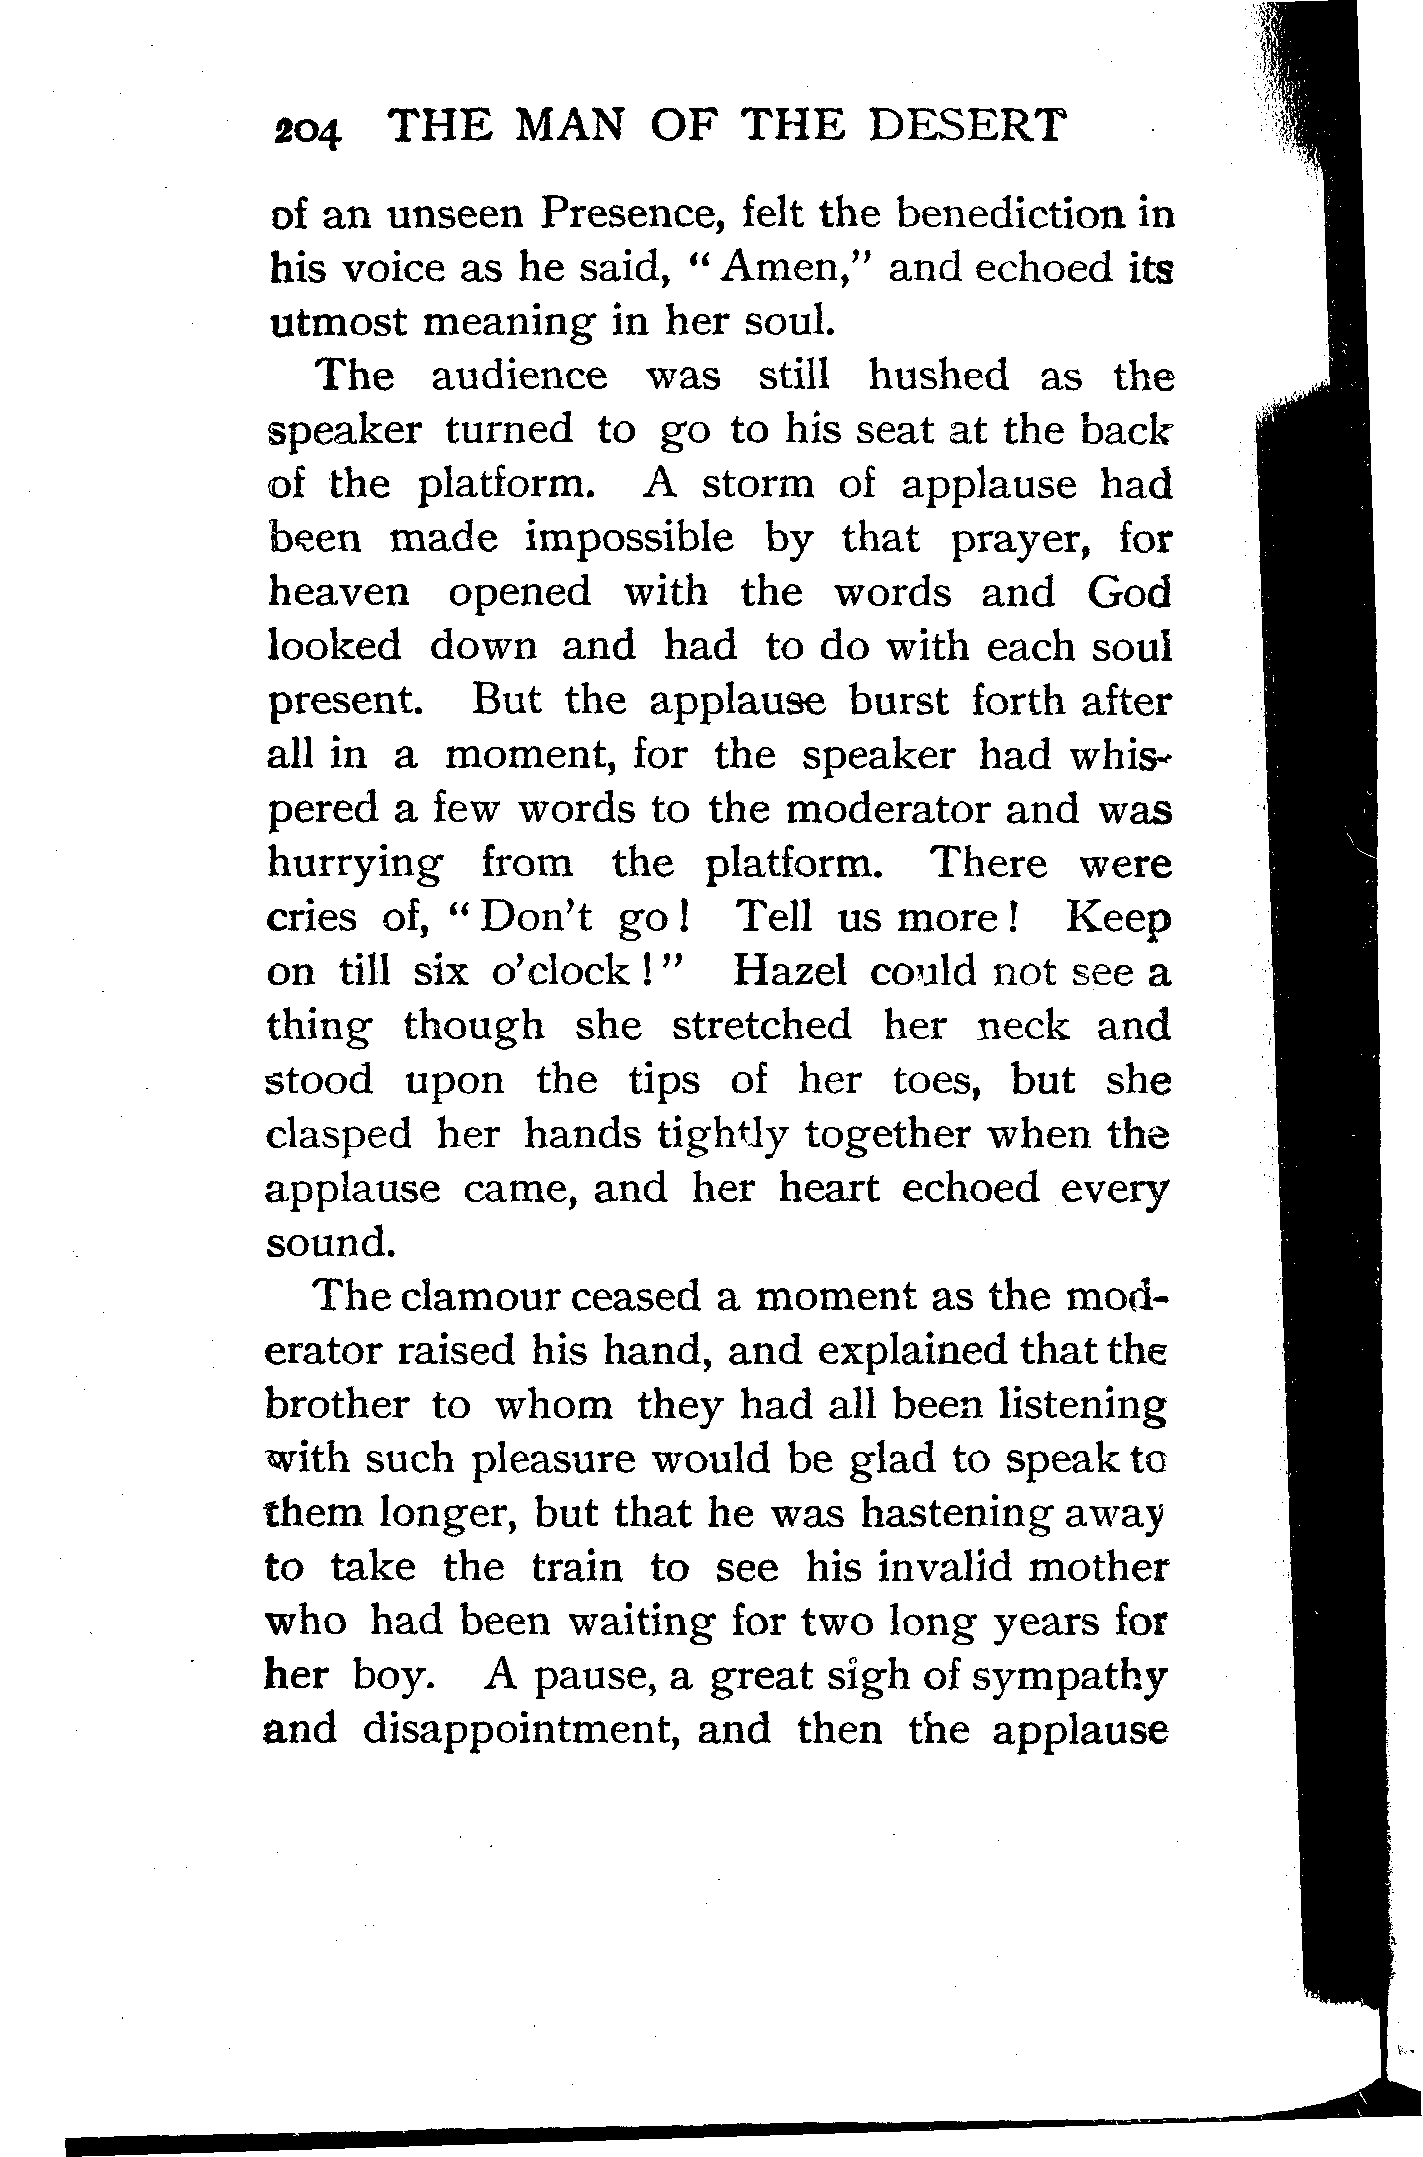 204 THE MAN OF THE DESERT
of an unseen Presence, felt the benediction in
his voice as he said, “ Amen,” and echoed its
utmost meaning in her soul.
The audience was still hushed as the
speaker turned to go to his seat at the back
of the platform. A storm of applause had
been made impossible by that prayer, for
heaven opened with the words and God
looked down and had to do with each soul
present. But the applause burst forth after
all in a moment, for the speaker had whis-
pered a few words to the moderator and was
hurrying from the platform. There were
cries of, “ Don’t go ! Tell us more ! Keep
on till six o’clock ! ” Hazel could not see a
thing though she stretched her neck and
stood upon the tips of her toes, but she
clasped her hands tightly together when the
applause came, and her heart echoed every
sound.
The clamour ceased a moment as the mod-
erator raised his hand, and explained that the
brother to whom they had all been listening
with such pleasure would be glad to speak to
them longer, but that he was hastening away
to take the train to see his invalid mother
who had been waiting for two long years for
her boy. A pause, a great sigh of sympathy
and disappointment, and then the applause